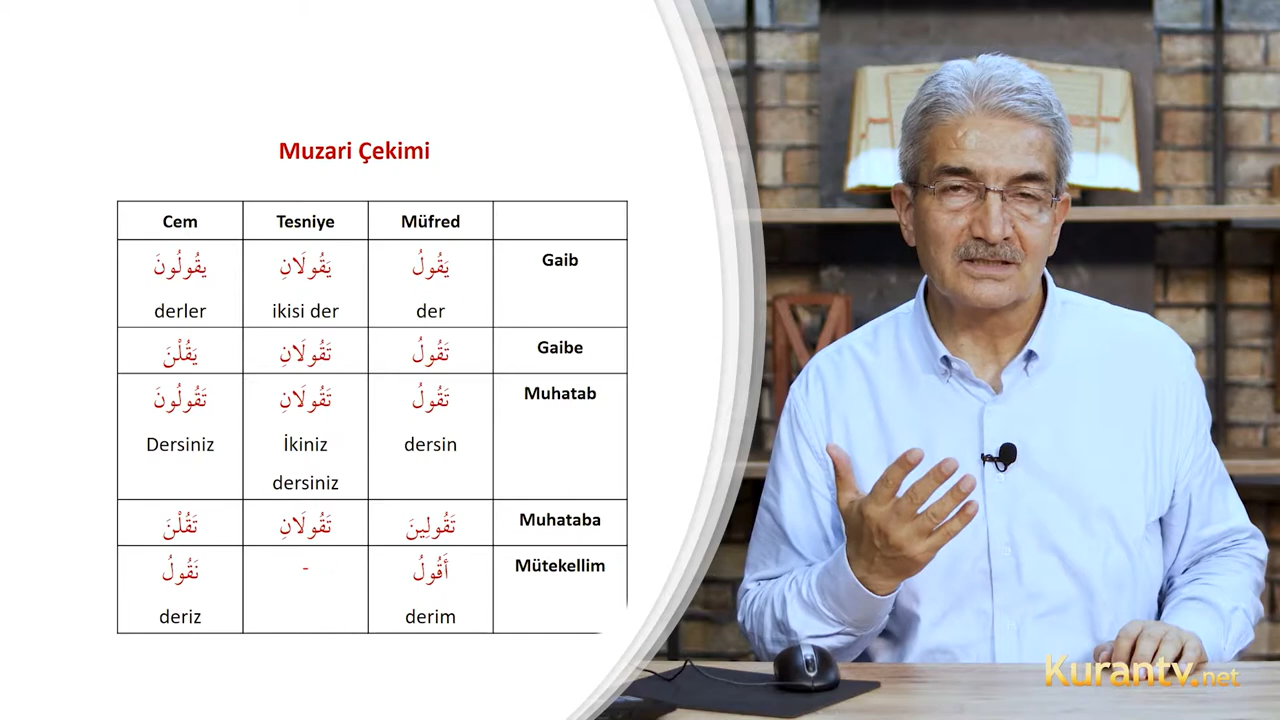 Muzari Çekimi
Cem Tesniye Müfred
يَقُولُونَ يَقُولَانِ يَقُولُ Gaib
derler ikisi der der
يَقُلْنَ تَقُولَانِ تَقُولُ Gaibe
تَقُولُونَ تَقُولَانِ تَقُولُ Muhatab
Dersiniz İkiniz dersin
dersiniz
تَقُلْنَ تَقُولَانِ تَقُولِينَ Muhataba
نَقُولُ - أَقُولُ Mütekellim
deriz derim
Kurantv.net